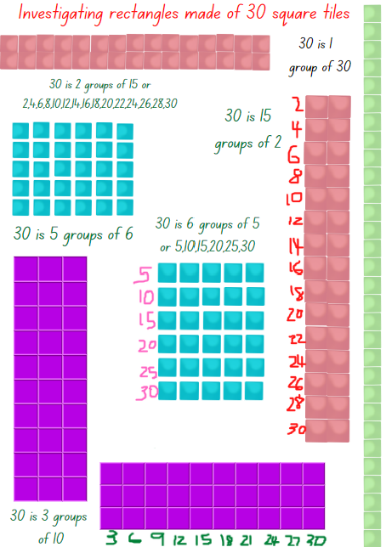 Investigating rectangles made of 30 square tiles
30 is 1
group of 30
30 is 2 groups of 15 or
2,4,6,8,10,12,14,16,18,20,22,24,26,28,30
30 is 15
groups of 2
2
4
6
8
10
12
14
16
18
20
22
24
26
28
30
30 is 5 groups of 6
30 is 6 groups of 5
or 5,10,15,20,25,30
5
10
15
20
25
30
30 is 3 groups
of 10
3 6 9 12 15 18 21 24 27 30